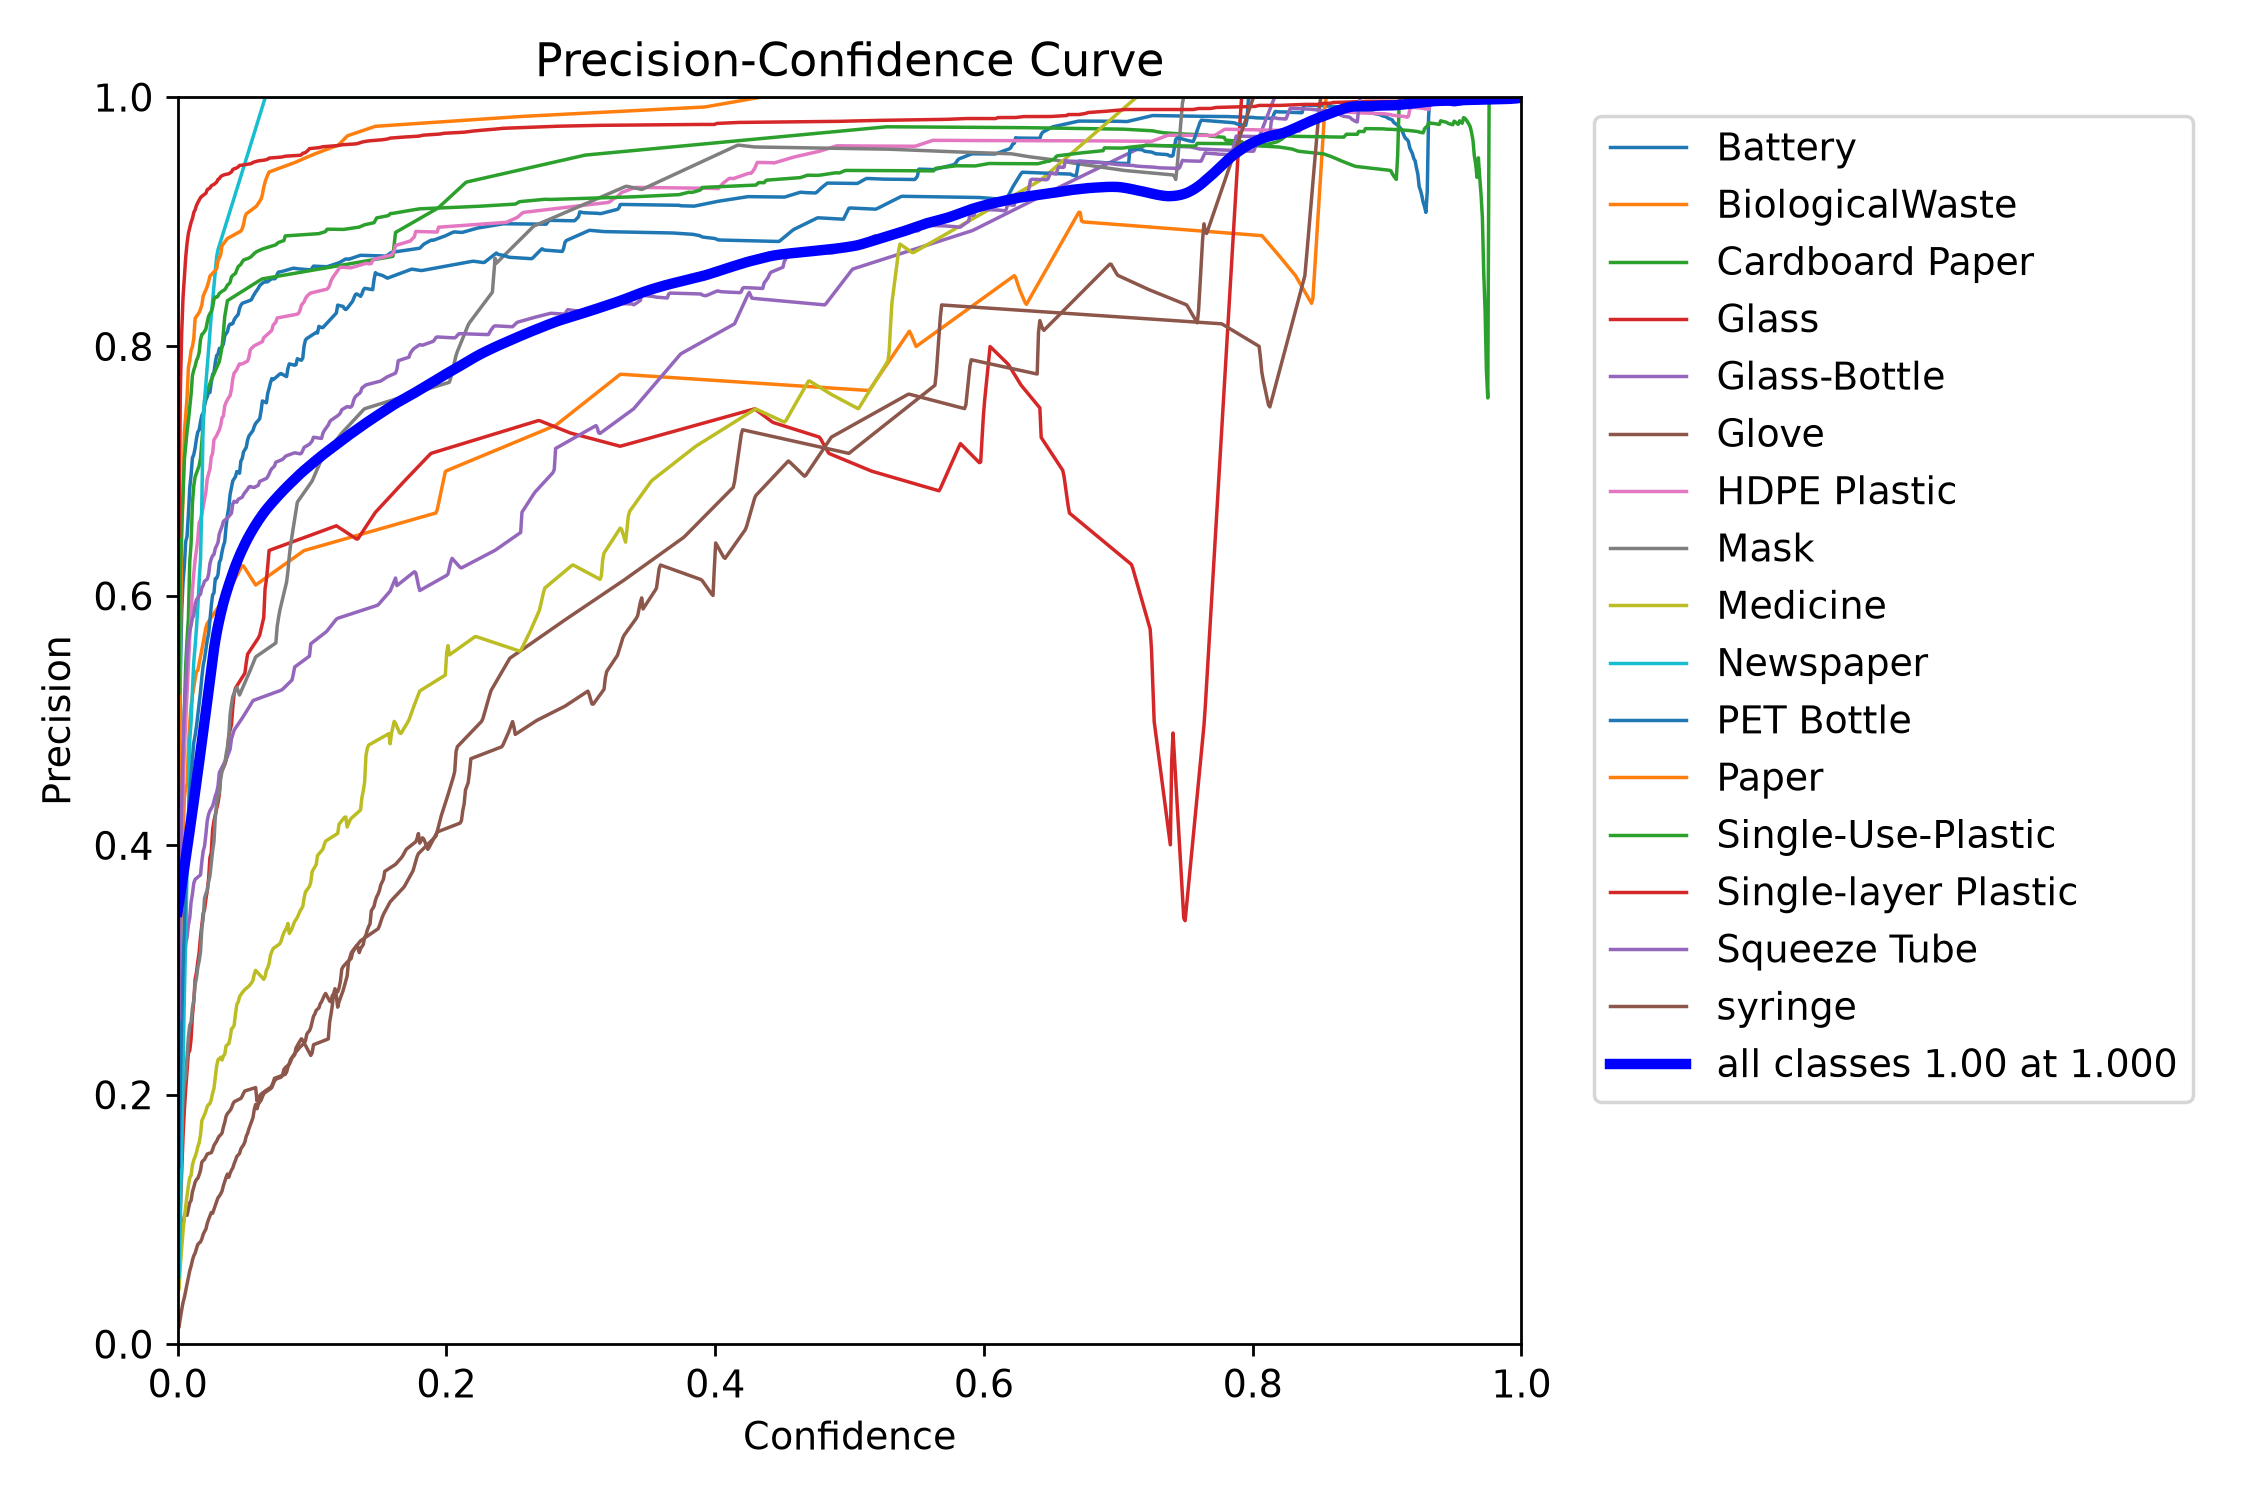 Precision-Confidence Curve
1.0
0.8
0.6
0.4
0.2
0.0
Precision
0.0 0.2 0.4 0.6 0.8 1.0
Confidence
Battery
BiologicalWaste
Cardboard Paper
Glass
Glass-Bottle
Glove
HDPE Plastic
Mask
Medicine
Newspaper
PET Bottle
Paper
Single-Use-Plastic
Single-layer Plastic
Squeeze Tube
syringe
all classes 1.00 at 1.000